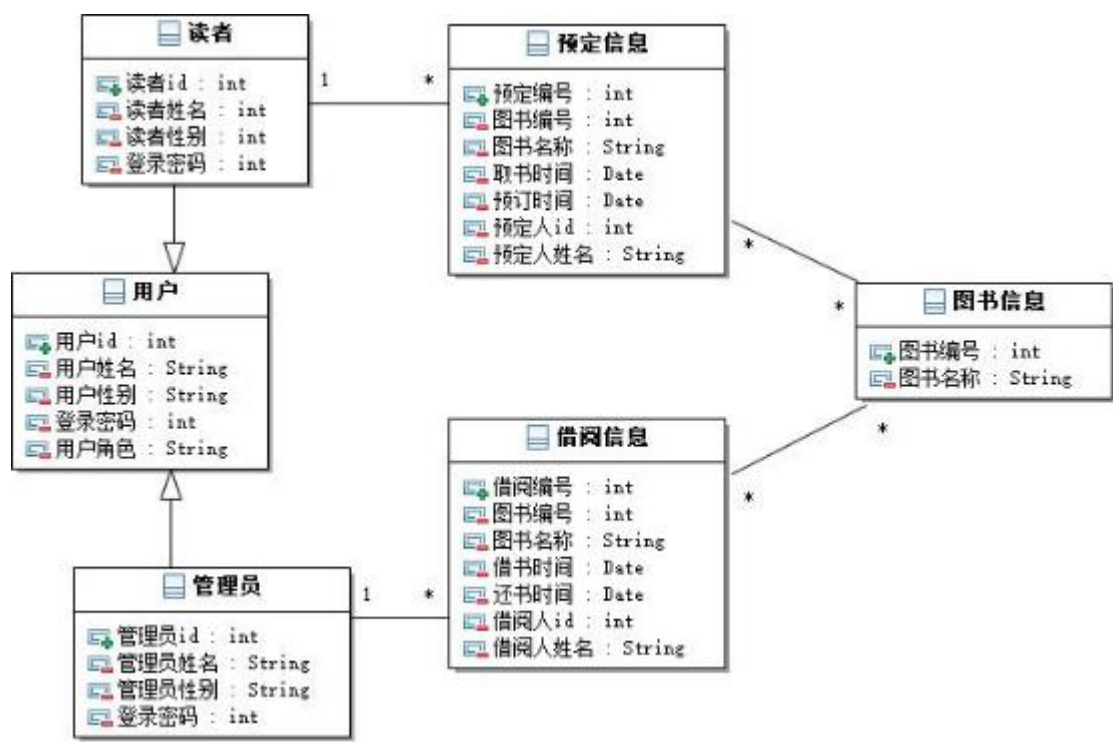 读者
读者id : int
读者姓名 : int
读者性别 : int
登录密码 : int
1
*
预定信息
预定编号 : int
图书编号 : int
图书名称 : String
取书时间 : Date
预订时间 : Date
预定人id : int
预定人姓名 : String
*
*
用户
用户id : int
用户姓名 : String
用户性别 : String
登录密码 : int
用户角色 : String
图书信息
图书编号 : int
图书名称 : String
*
*
借阅信息
借阅编号 : int
图书编号 : int
图书名称 : String
借书时间 : Date
还书时间 : Date
借阅人id : int
借阅人姓名 : String
1
*
管理员
管理员id : int
管理员姓名 : String
管理员性别 : String
登录密码 : int